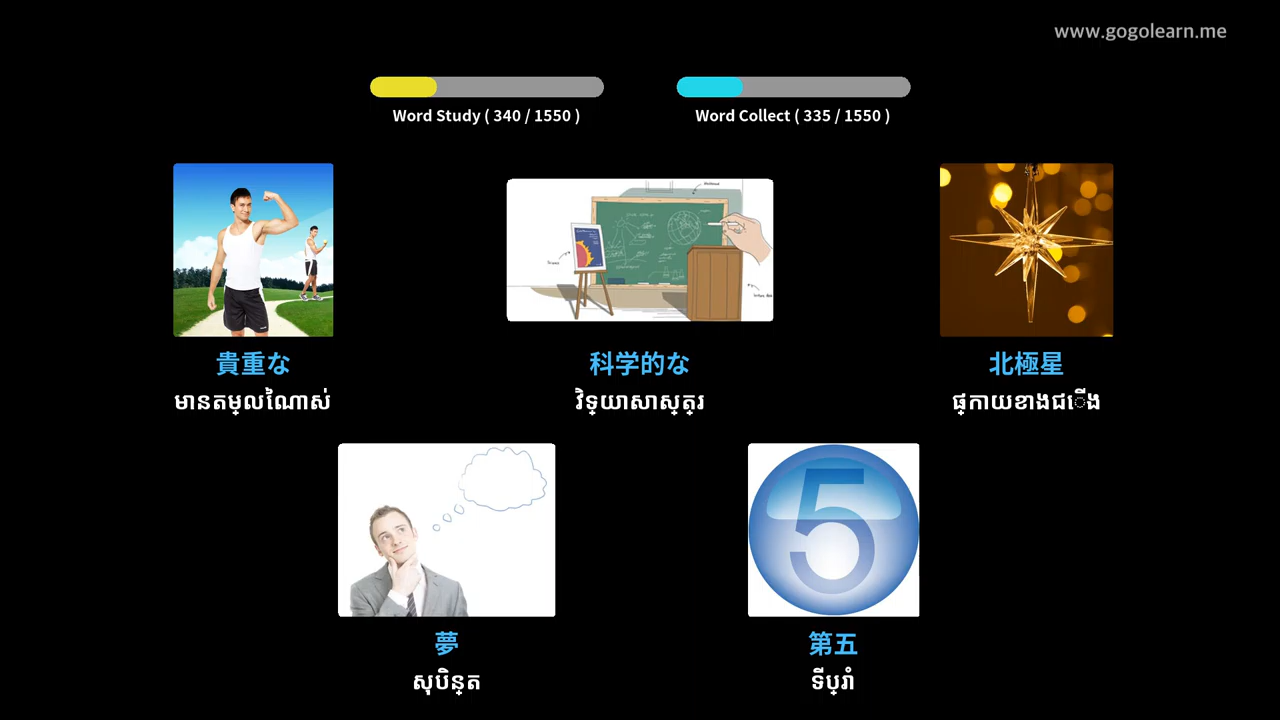 www.gogolearn.me
Word Study ( 340 / 1550 )
Word Collect ( 335 / 1550 )
貴重な
科学的な
北極星
មានតម្លៃណាស់
វិទ្យាសាស្ត្រ
ផ្កាយខាងជើង
5
夢
第五
សុបិន្ត
ទីប្រាំ